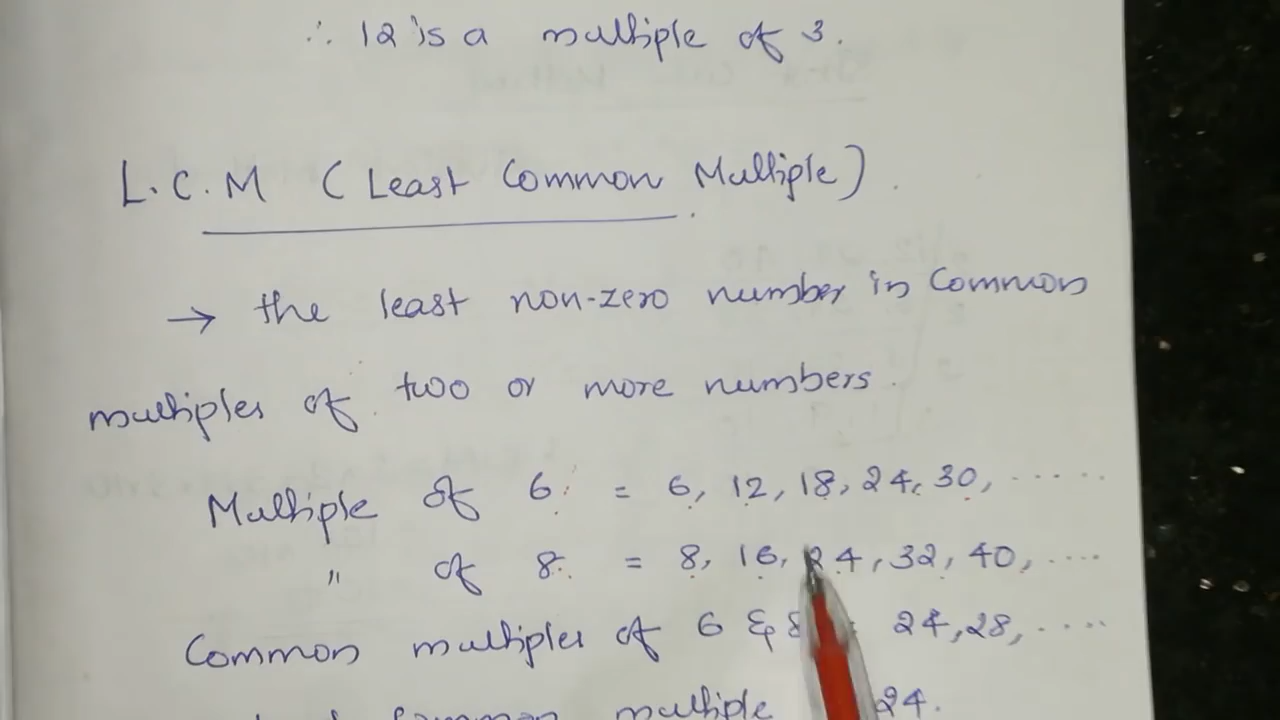 ∴ 12 is a multiple of 3.
L.C.M (Least Common Multiple)
→ the least non-zero number in Common
multiples of two or more numbers.
Multiple of 6 = 6, 12, 18, 24, 30, .....
" of 8 = 8, 16, 24, 32, 40, ....
Common multiples of 6 & 8 24, 28, ....
common multiple 24.